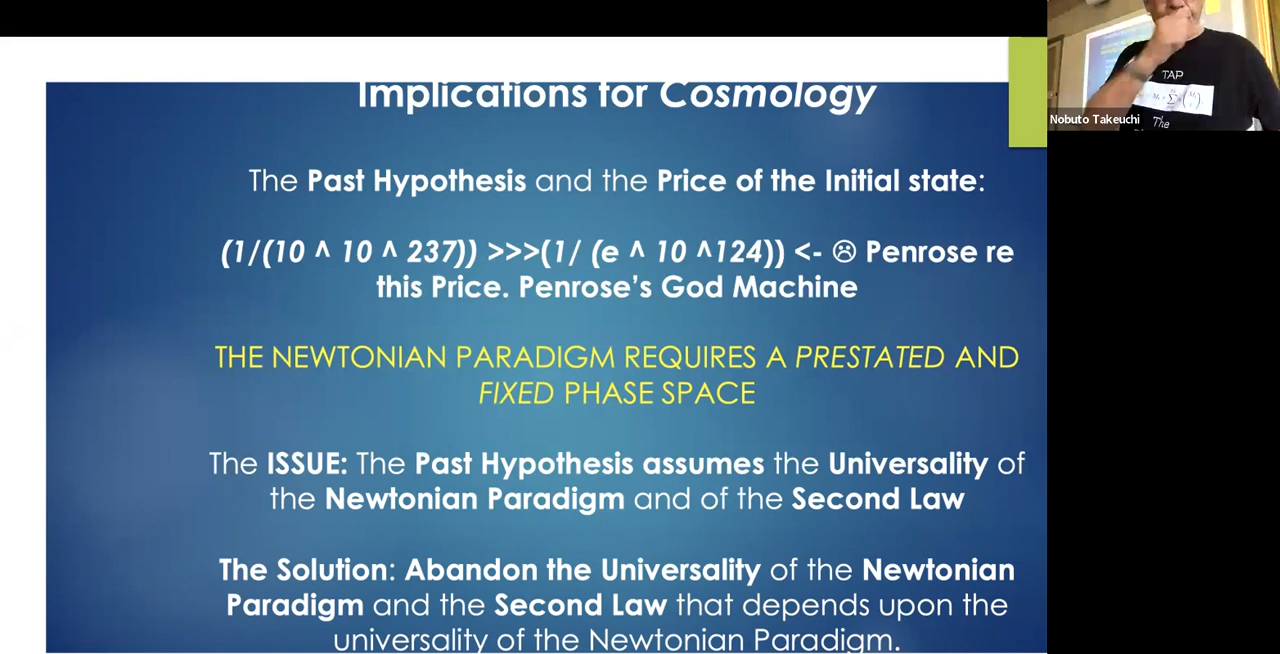 Implications for Cosmology
The Past Hypothesis and the Price of the Initial state:
(1/(10 ^ 10 ^ 237)) >>>(1/ (e ^ 10 ^124)) <- ☹ Penrose re
this Price. Penrose’s God Machine
THE NEWTONIAN PARADIGM REQUIRES A PRESTATED AND
FIXED PHASE SPACE
The ISSUE: The Past Hypothesis assumes the Universality of
the Newtonian Paradigm and of the Second Law
The Solution: Abandon the Universality of the Newtonian
Paradigm and the Second Law that depends upon the
universality of the Newtonian Paradigm.
TAP
The
Nobuto Takeuchi